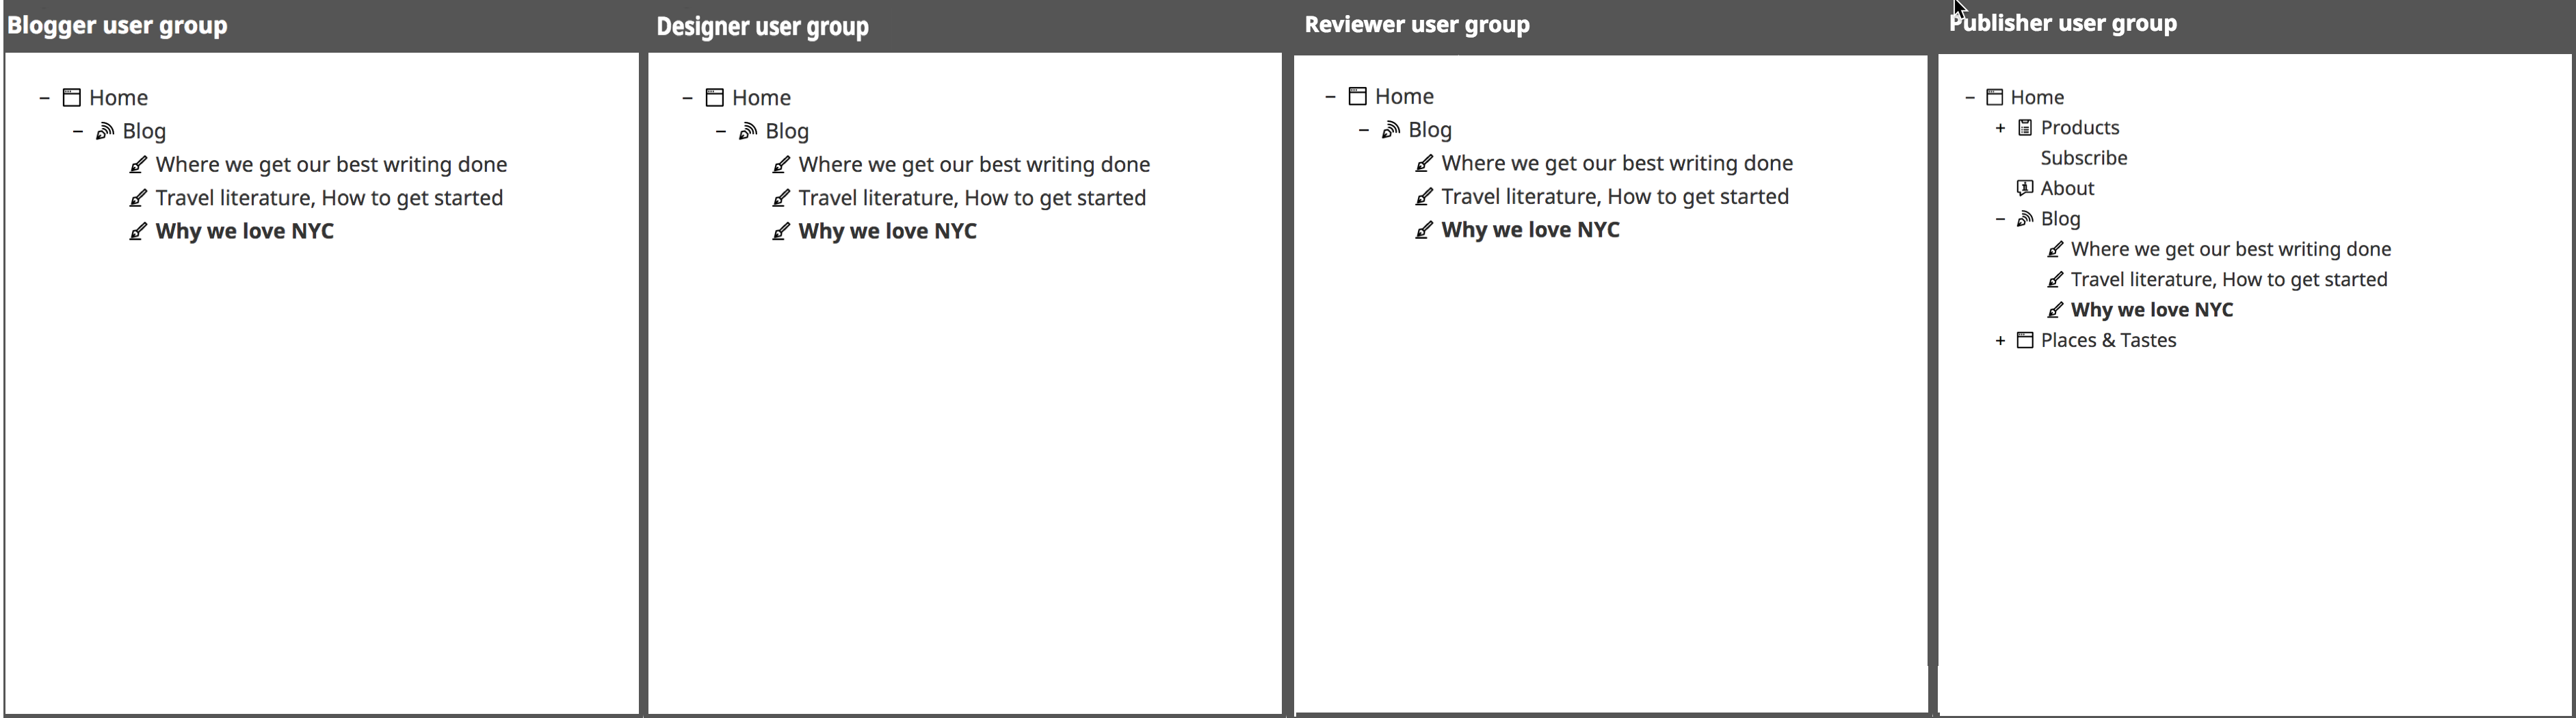 Blogger user group
– Home
– Blog
Where we get our best writing done
Travel literature, How to get started
Why we love NYC
Designer user group
– Home
– Blog
Where we get our best writing done
Travel literature, How to get started
Why we love NYC
Reviewer user group
– Home
– Blog
Where we get our best writing done
Travel literature, How to get started
Why we love NYC
Publisher user group
– Home
+ Products
Subscribe
About
– Blog
Where we get our best writing done
Travel literature, How to get started
Why we love NYC
+ Places & Tastes